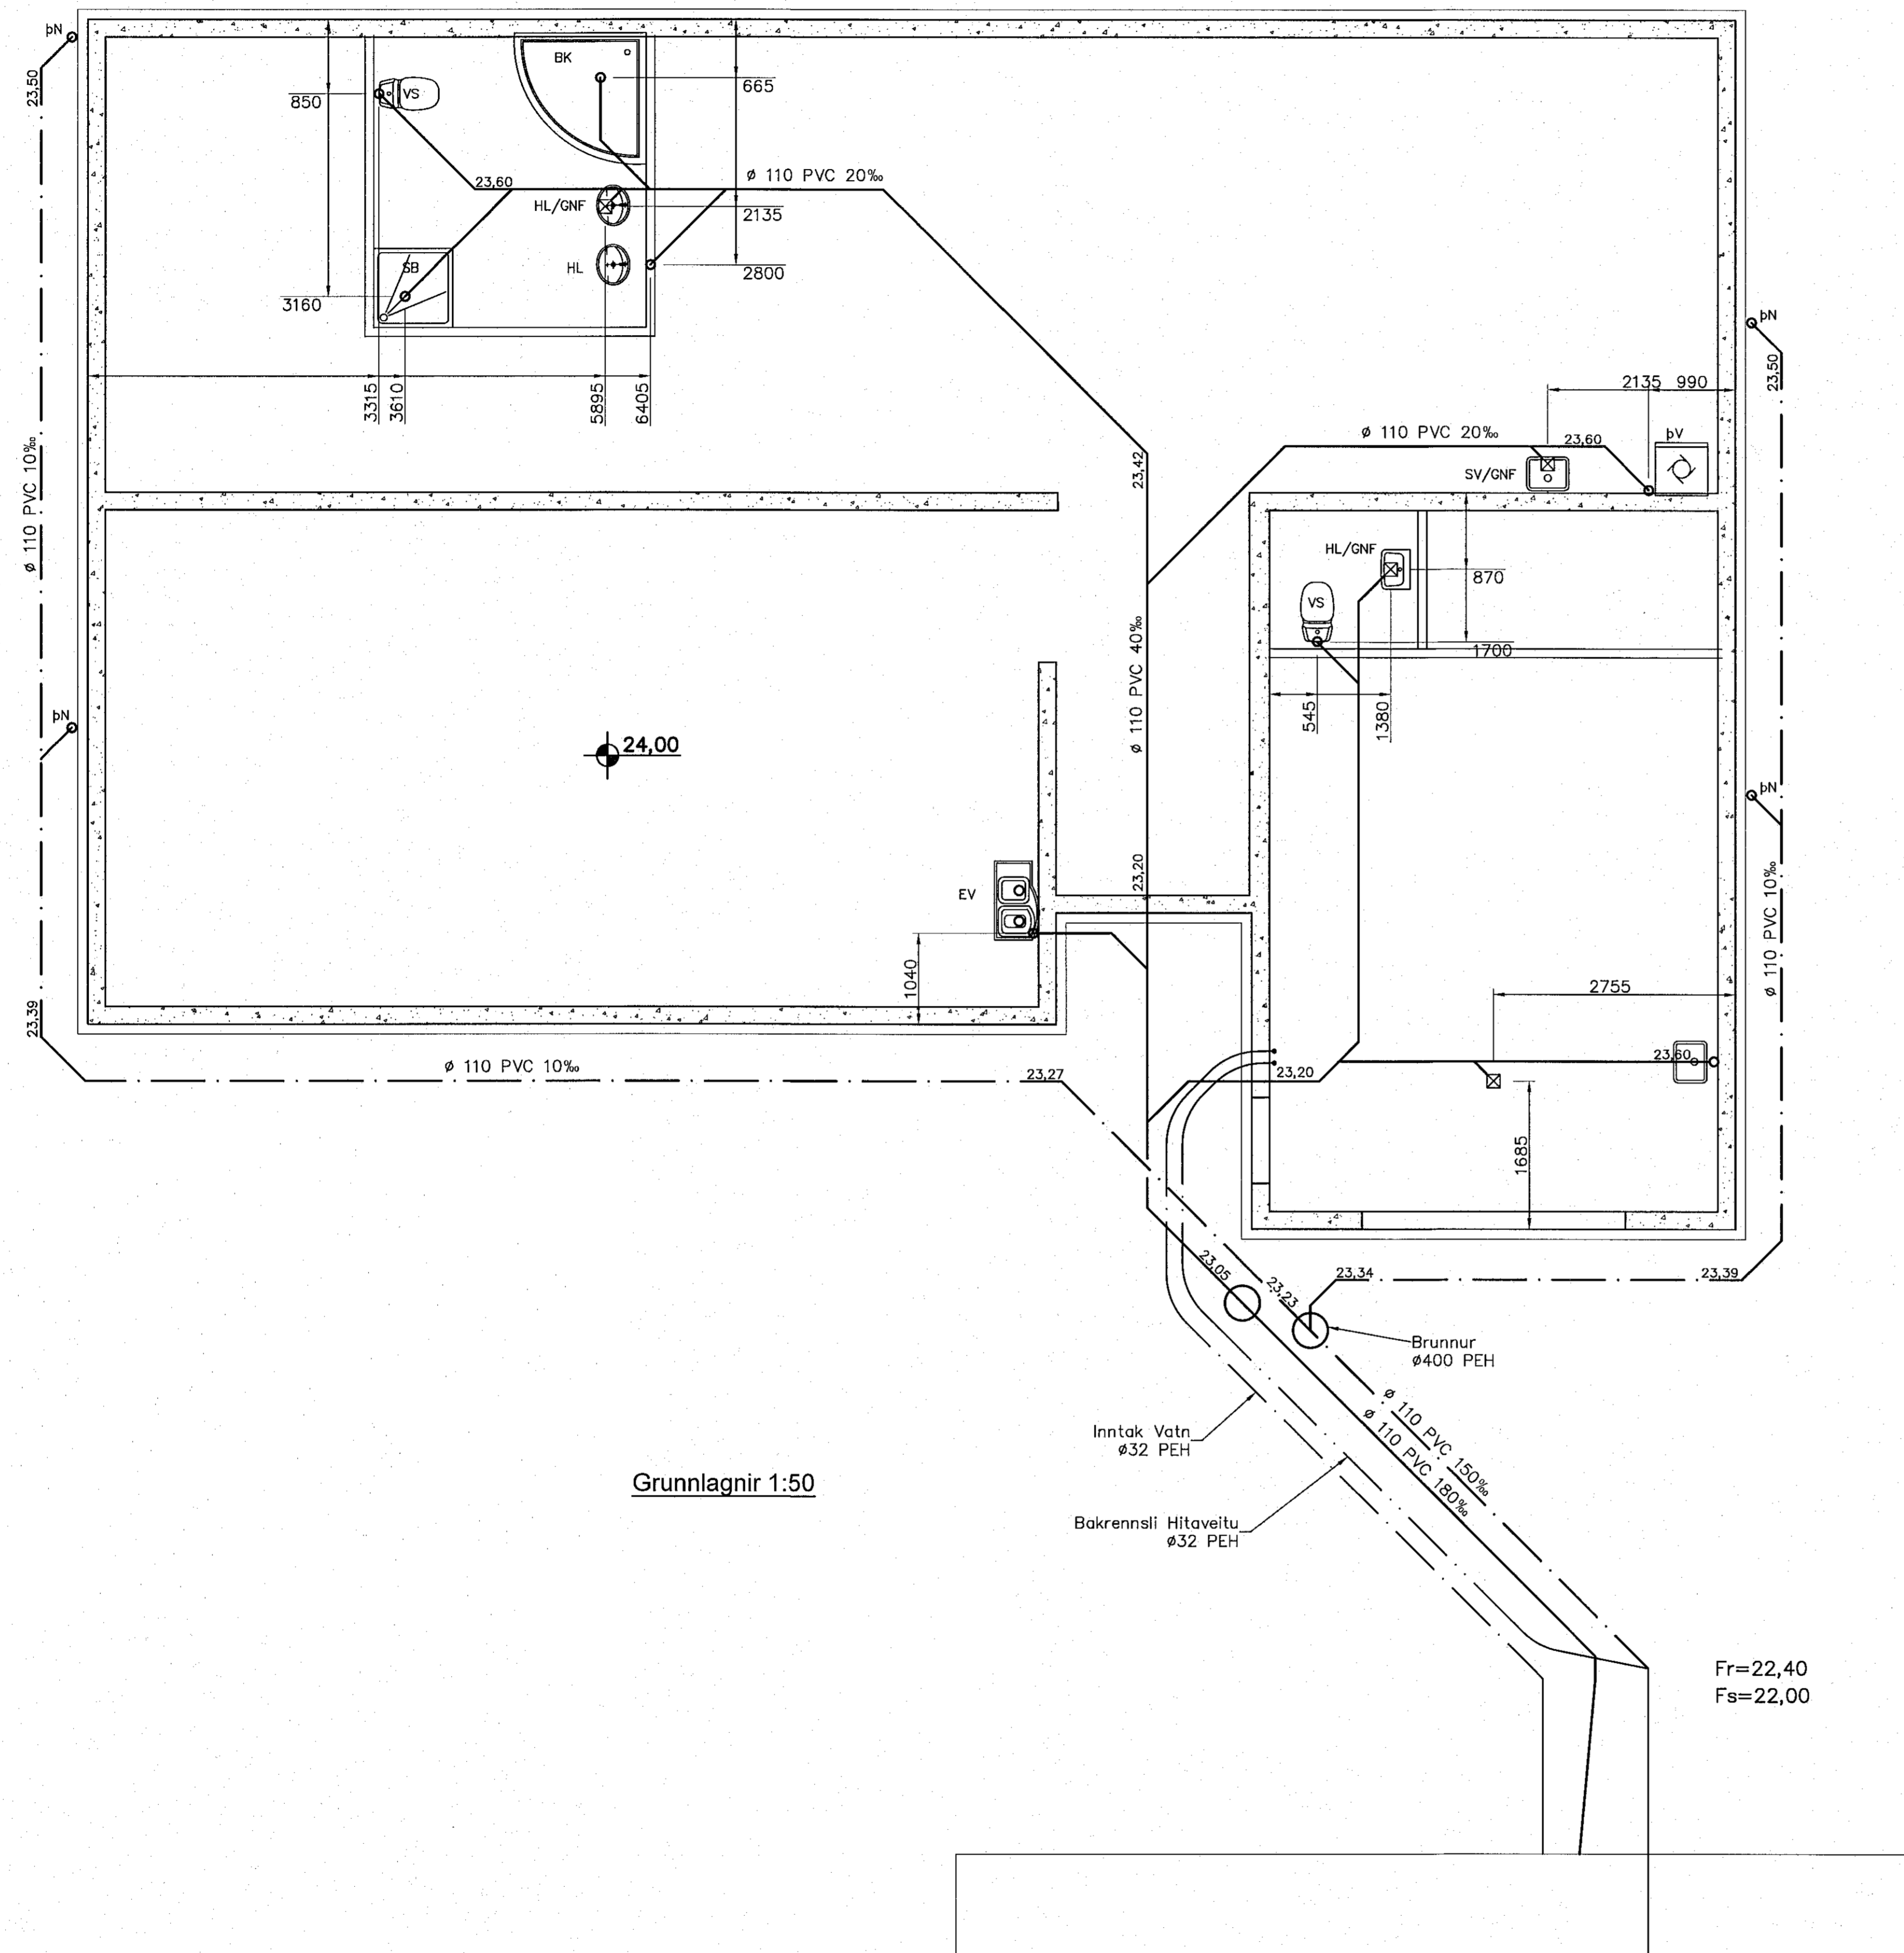 þN
23,50
850
VS
BK
665
23,60
ø 110 PVC 20‰
HL/GNF
2135
HL
2800
SB
3160
3315
3610
5895
6405
þN
23,50
2135
990
ø 110 PVC 20‰
23,60
þV
SV/GNF
23,42
ø 110 PVC 10‰
HL/GNF
870
VS
1700
ø 110 PVC 40‰
545
1380
þN
24,00
þN
23,20
EV
ø 110 PVC 10‰
1040
2755
23,39
23,60
ø 110 PVC 10‰
23,27
23,20
1685
23,05
23,23
23,34
23,39
Brunnur
ø400 PEH
ø 110 PVC 150‰
ø 110 PVC 180‰
Inntak Vatn
ø32 PEH
Grunnlagnir 1:50
Bakrennsli Hitaveitu
ø32 PEH
Fr=22,40
Fs=22,00